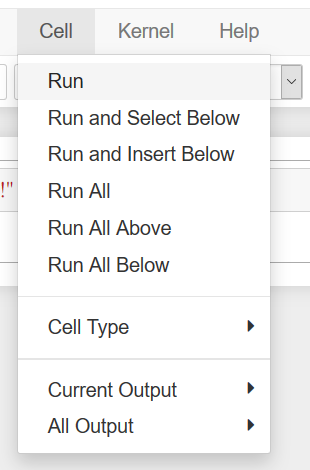 Cell Kernel Help
Run
!"
Run and Select Below
Run and Insert Below
Run All
Run All Above
Run All Below
Cell Type
Current Output
All Output